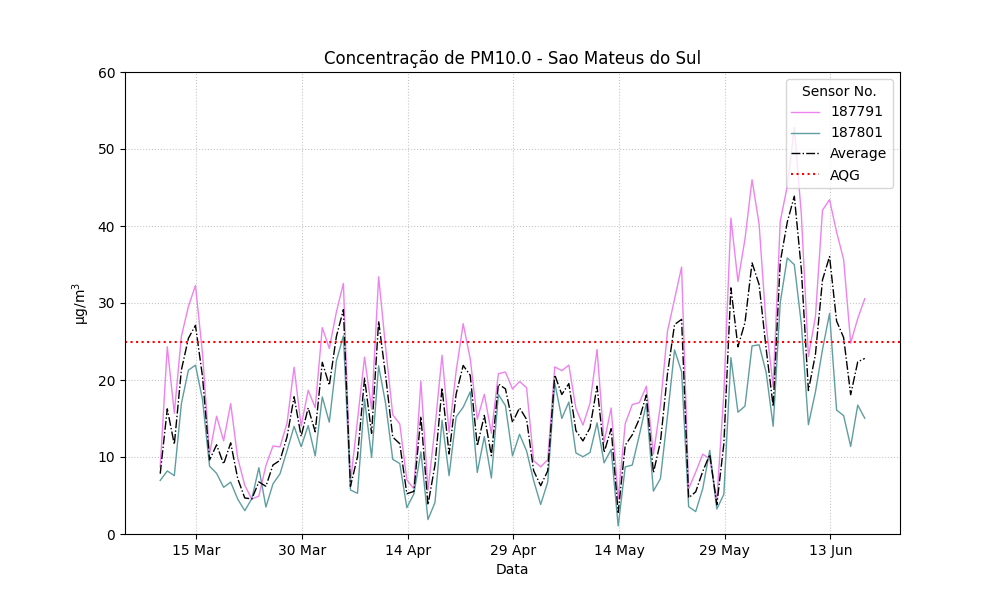 Concentração de PM10.0 - Sao Mateus do Sul
60
50
40
30
20
10
0
µg/m³
Sensor No.
187791
187801
Average
AQG
15 Mar
30 Mar
14 Apr
29 Apr
14 May
29 May
13 Jun
Data